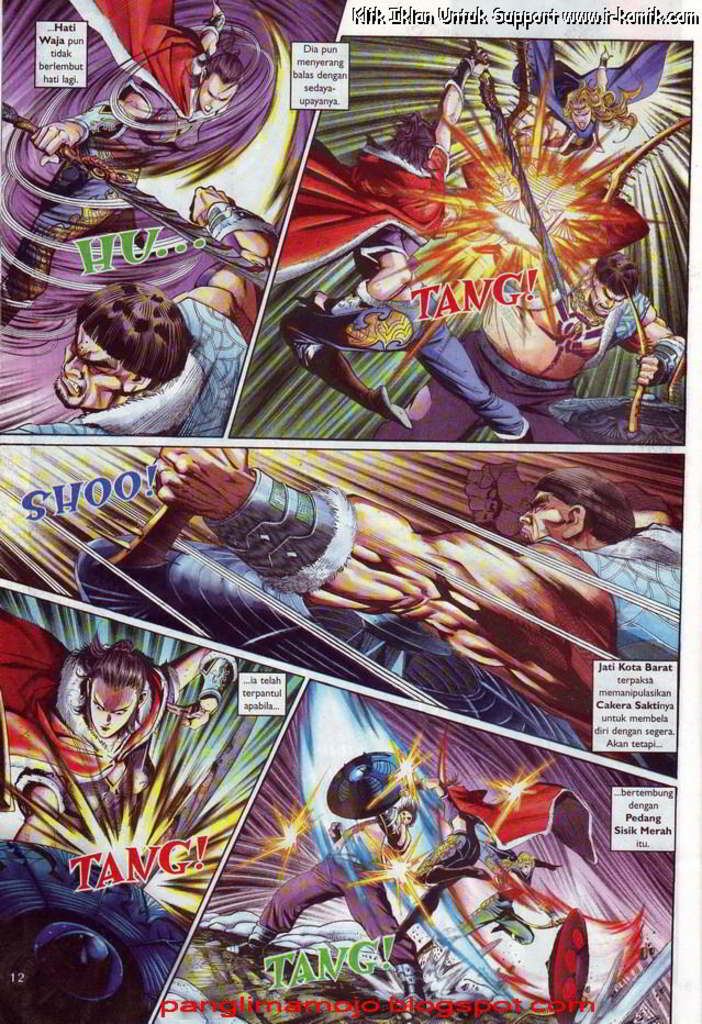 Klik Iklan Untuk Support www.i-komik.com
...Hati
Waja pun
tidak
berlembut
hati lagi.
Dia pun
menyerang
balas dengan
sedaya-
upayanya.
HU...
TANG!
SHOO!
Jati Kota Barat
terpaksa
memanipulasikan
Cakera Saktinya
untuk membela
diri dengan segera.
Akan tetapi...
...ia telah
terpantul
apabila...
TANG!
...bertembung
dengan
Pedang
Sisik Merah
itu.
TANG!
12
panglimamojo.blogspot.com